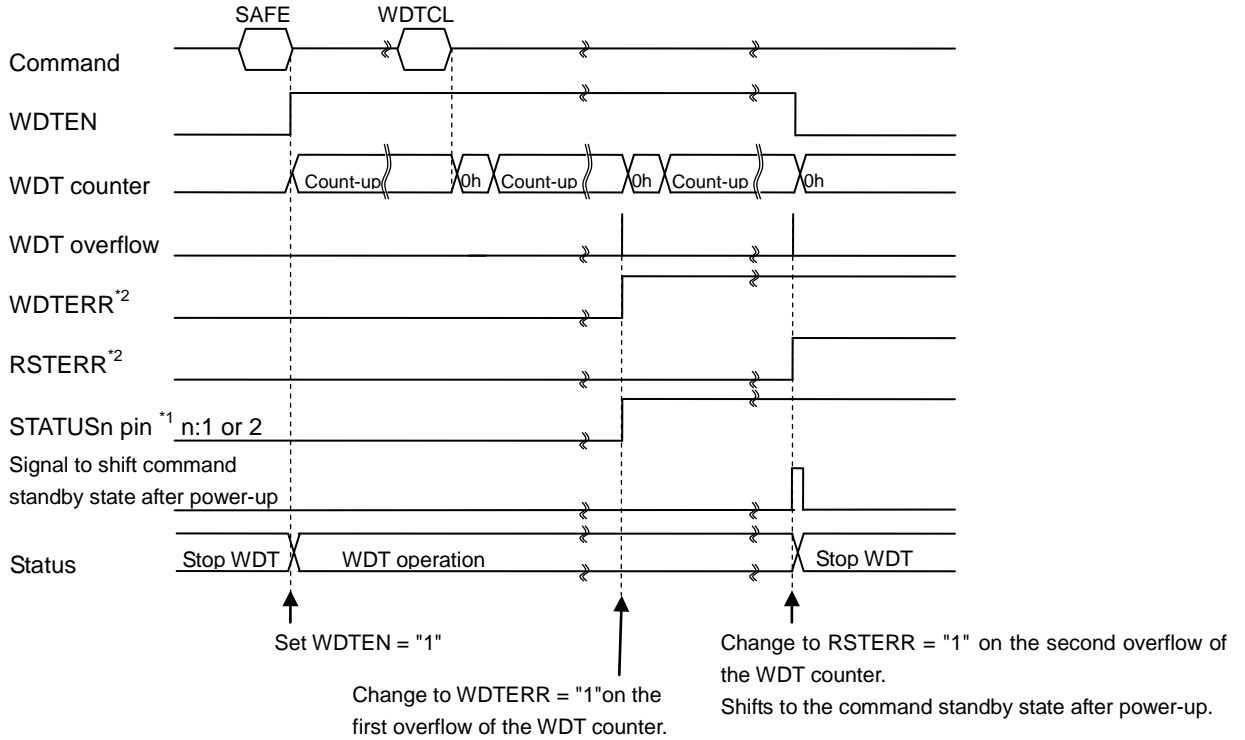 SAFE WDTCL
Command
WDTEN
WDT counter Count-up 0h Count-up 0h Count-up 0h
WDT overflow
WDTERR*2
RSTERR*2
STATUSn pin *1 n:1 or 2
Signal to shift command
standby state after power-up
Status Stop WDT WDT operation Stop WDT
Set WDTEN = "1"
Change to WDTERR = "1"on the
first overflow of the WDT counter.
Change to RSTERR = "1" on the second overflow of
the WDT counter.
Shifts to the command standby state after power-up.